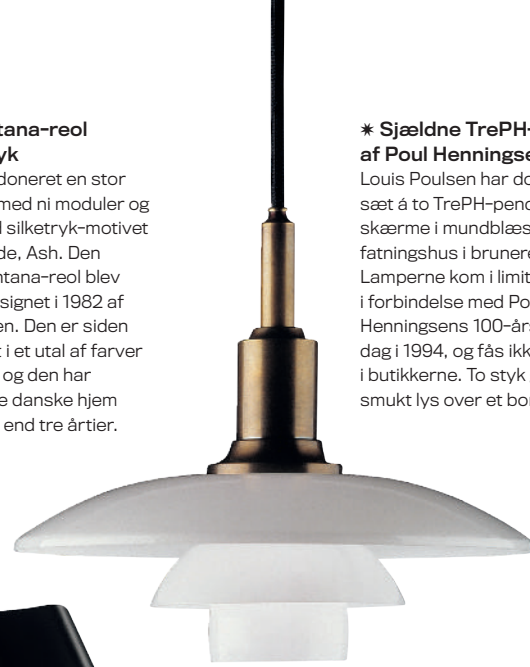 tana-reol
yk
doneret en stor
med ni moduler og
d silketryk-motivet
de, Ash. Den
ntana-reol blev
signet i 1982 af
en. Den er siden
t i et utal af farver
og den har
e danske hjem
end tre årtier.
✷ Sjældne TrePH-
af Poul Henningse
Louis Poulsen har do
sæt á to TrePH-pend
skærme i mundblæs
fatningshus i brunere
Lamperne kom i limit
i forbindelse med Po
Henningsens 100-års
dag i 1994, og fås ikk
i butikkerne. To styk
smukt lys over et bor